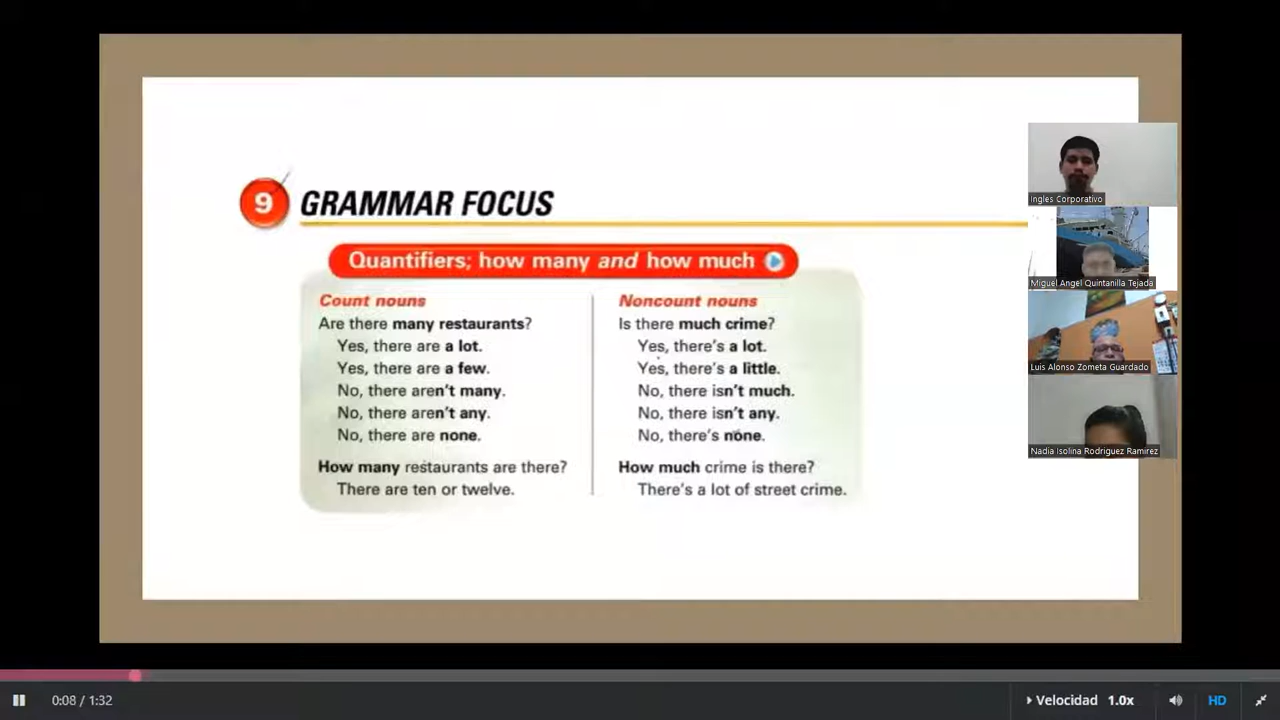 9 GRAMMAR FOCUS
Quantifiers; how many and how much
Count nouns
Are there many restaurants?
Yes, there are a lot.
Yes, there are a few.
No, there aren't many.
No, there aren't any.
No, there are none.
How many restaurants are there?
There are ten or twelve.
Noncount nouns
Is there much crime?
Yes, there's a lot.
Yes, there's a little.
No, there isn't much.
No, there isn't any.
No, there's none.
How much crime is there?
There's a lot of street crime.
Ingles Corporativo
Miguel Angel Quintanilla Tejada
Luis Alonso Zometa Guardado
Nadia Isolina Rodriguez Ramirez
0:08 / 1:32
Velocidad 1.0x
HD